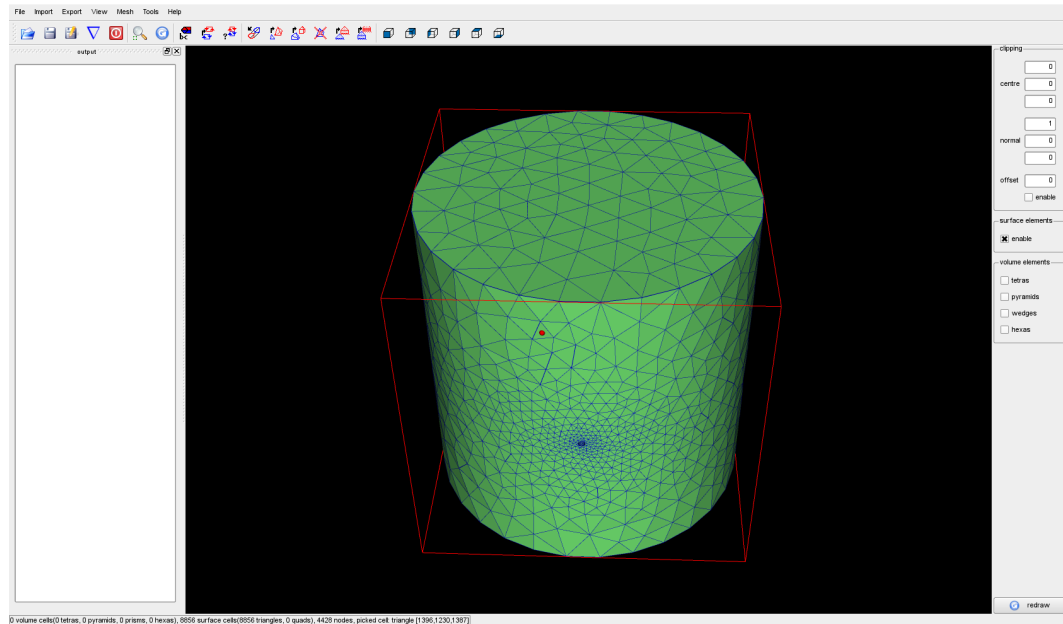 File Import Export View Mesh Tools Help
output
clipping
0
centre 0
0
1
normal 0
0
offset 0
enable
surface elements
enable
volume elements
tetras
pyramids
wedges
hexas
redraw
0 volume cells(0 tetras, 0 pyramids, 0 prisms, 0 hexas), 8856 surface cells(8856 triangles, 0 quads), 4428 nodes, picked cell: triangle [1396,1230,1387]